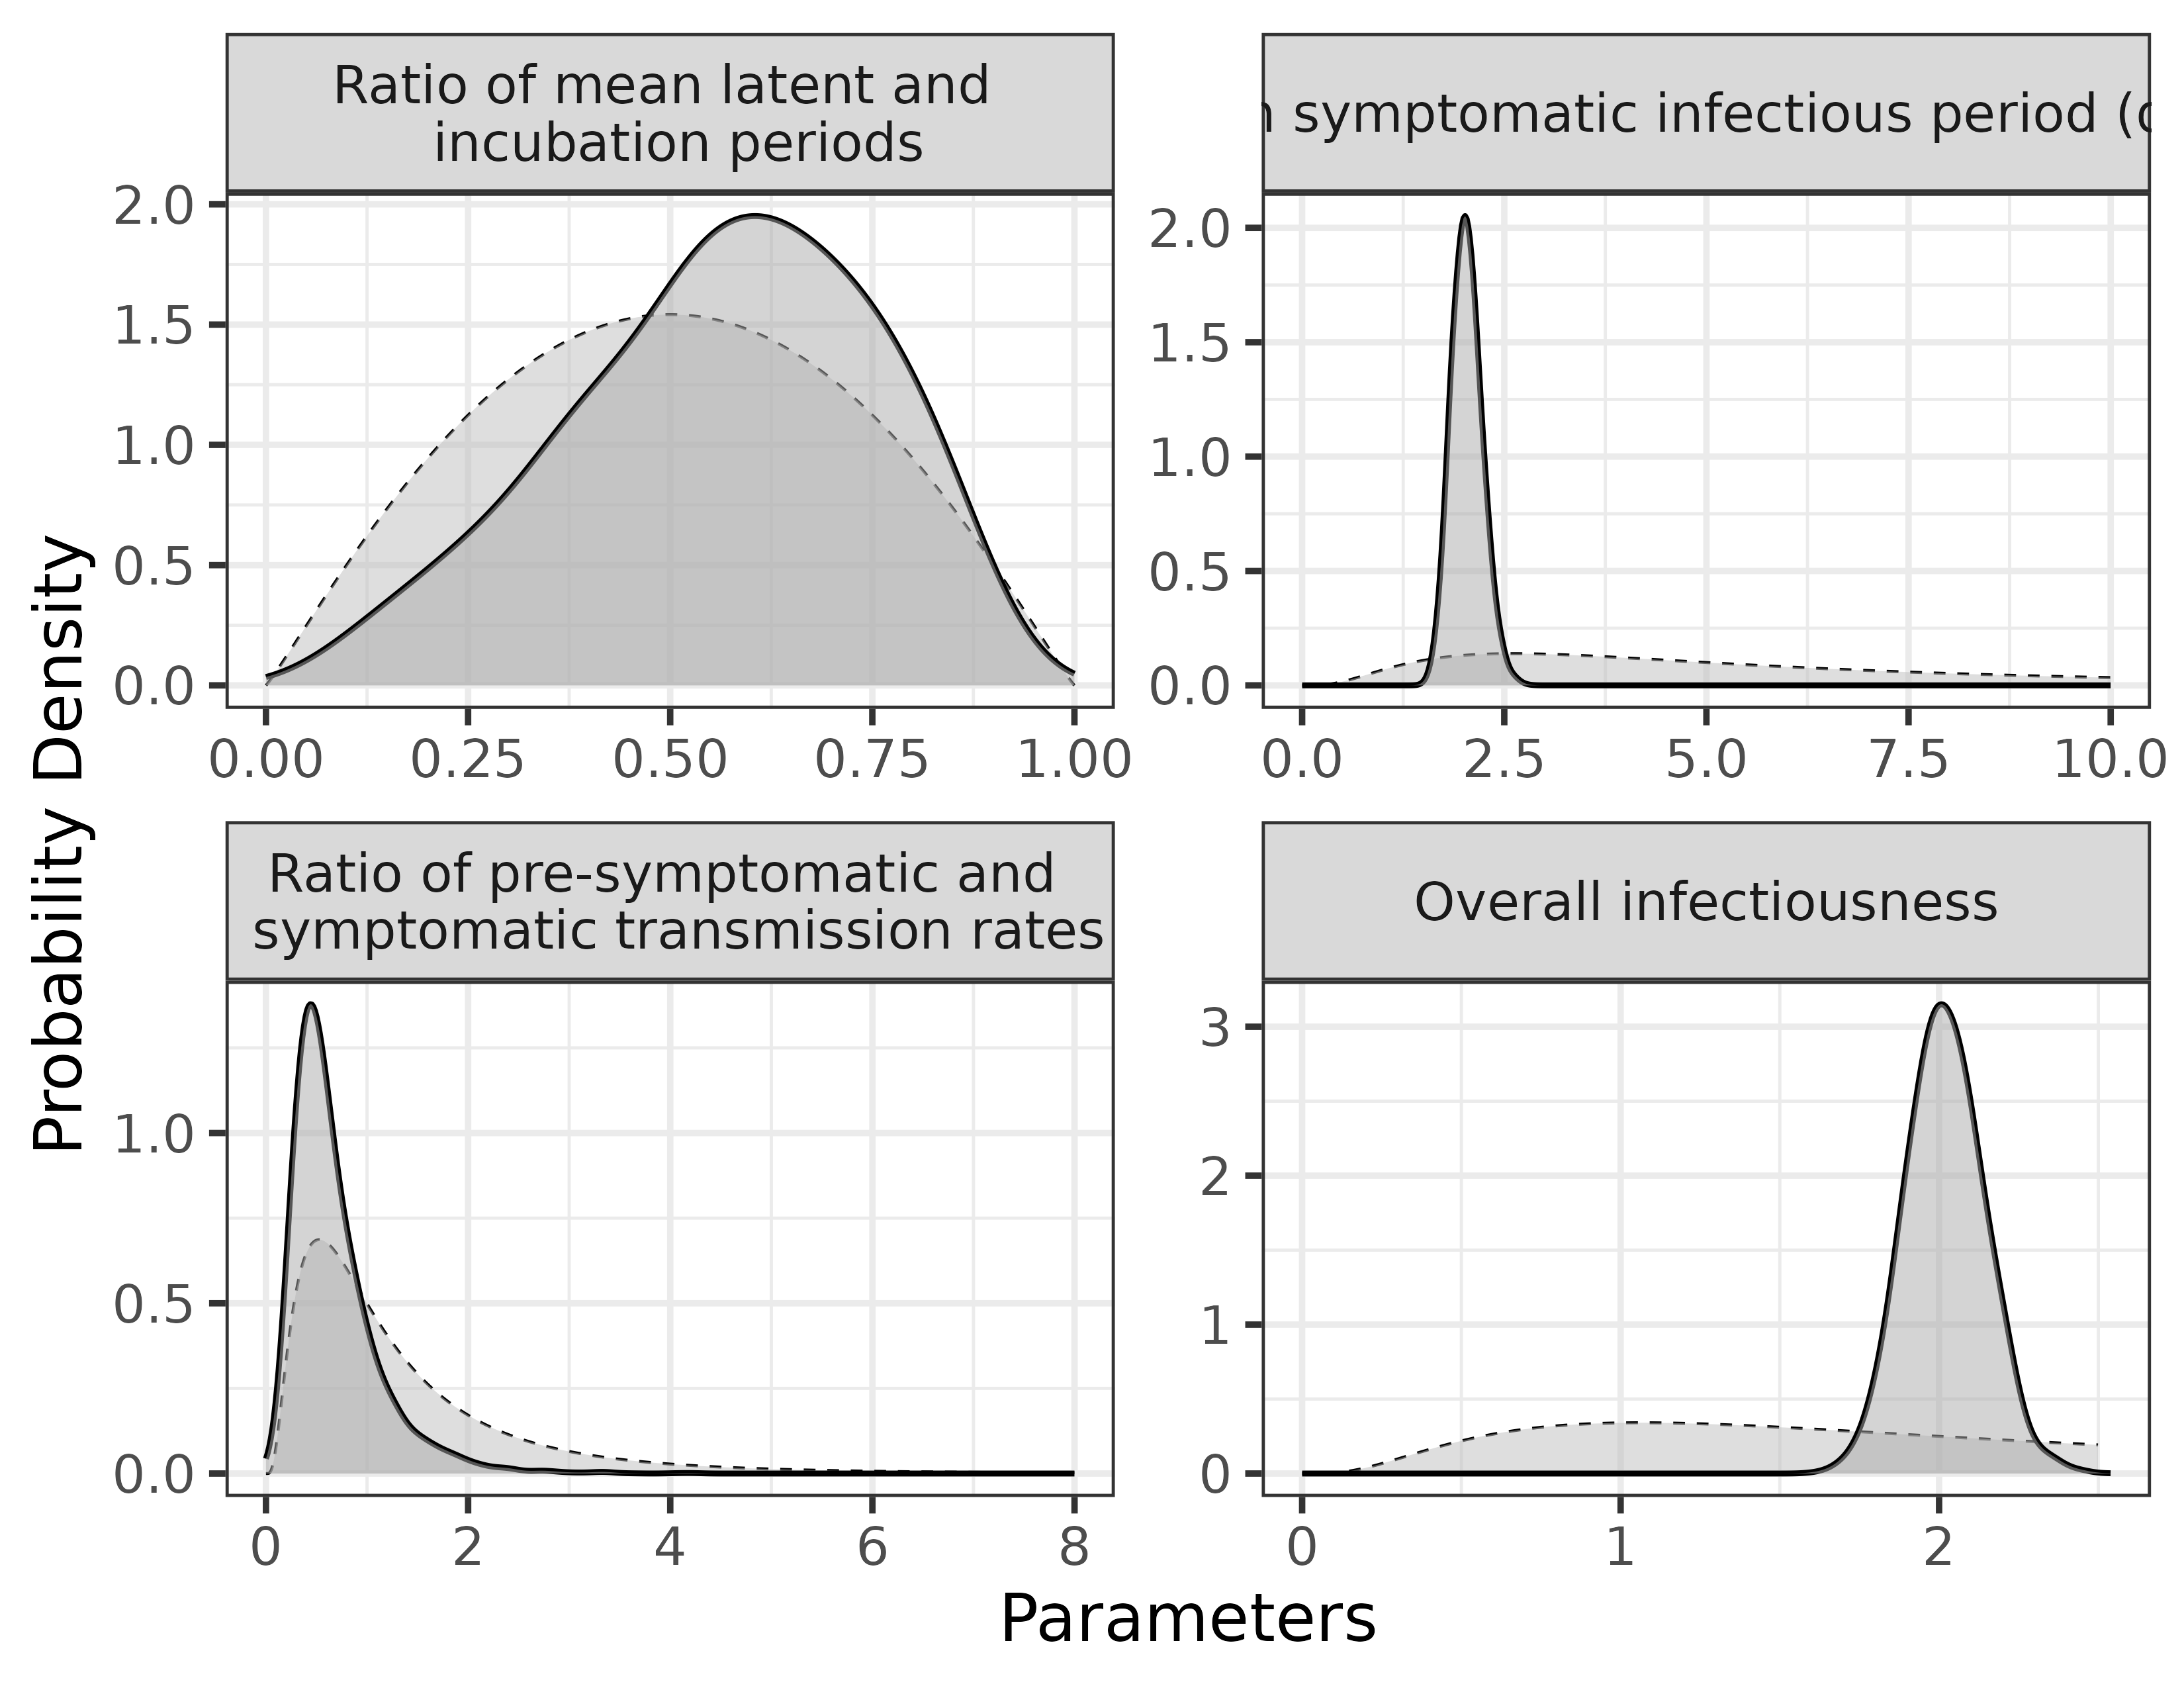 Probability Density
Ratio of mean latent and
incubation periods
2.0
1.5
1.0
0.5
0.0
0.00 0.25 0.50 0.75 1.00
symptomatic infectious period (
2.0
1.5
1.0
0.5
0.0
0.0 2.5 5.0 7.5 10.0
Ratio of pre-symptomatic and
symptomatic transmission rates
1.0
0.5
0.0
0 2 4 6 8
Overall infectiousness
3
2
1
0
0 1 2
Parameters